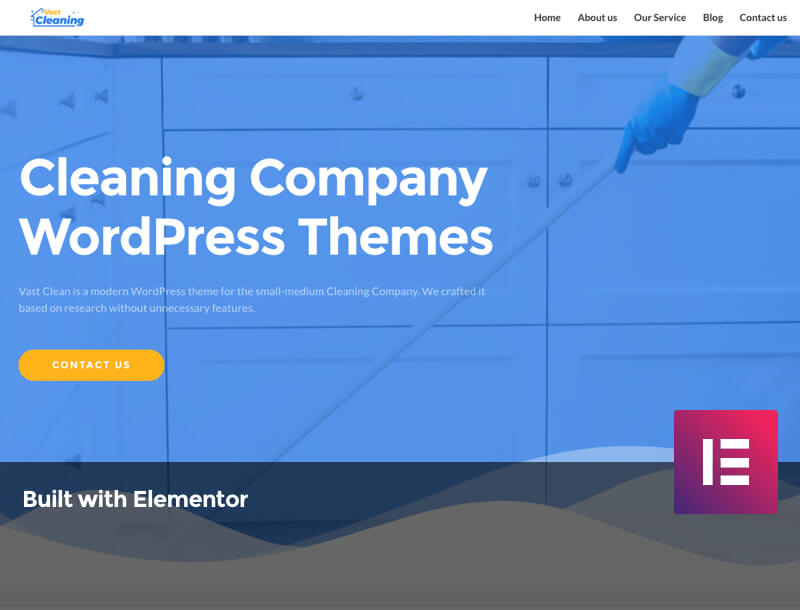 Vast
Cleaning
Home About us Our Service Blog Contact us
Cleaning Company
WordPress Themes
Vast Clean is a modern WordPress theme for the small-medium Cleaning Company. We crafted it
based on research without unnecessary features.
CONTACT US
Built with Elementor